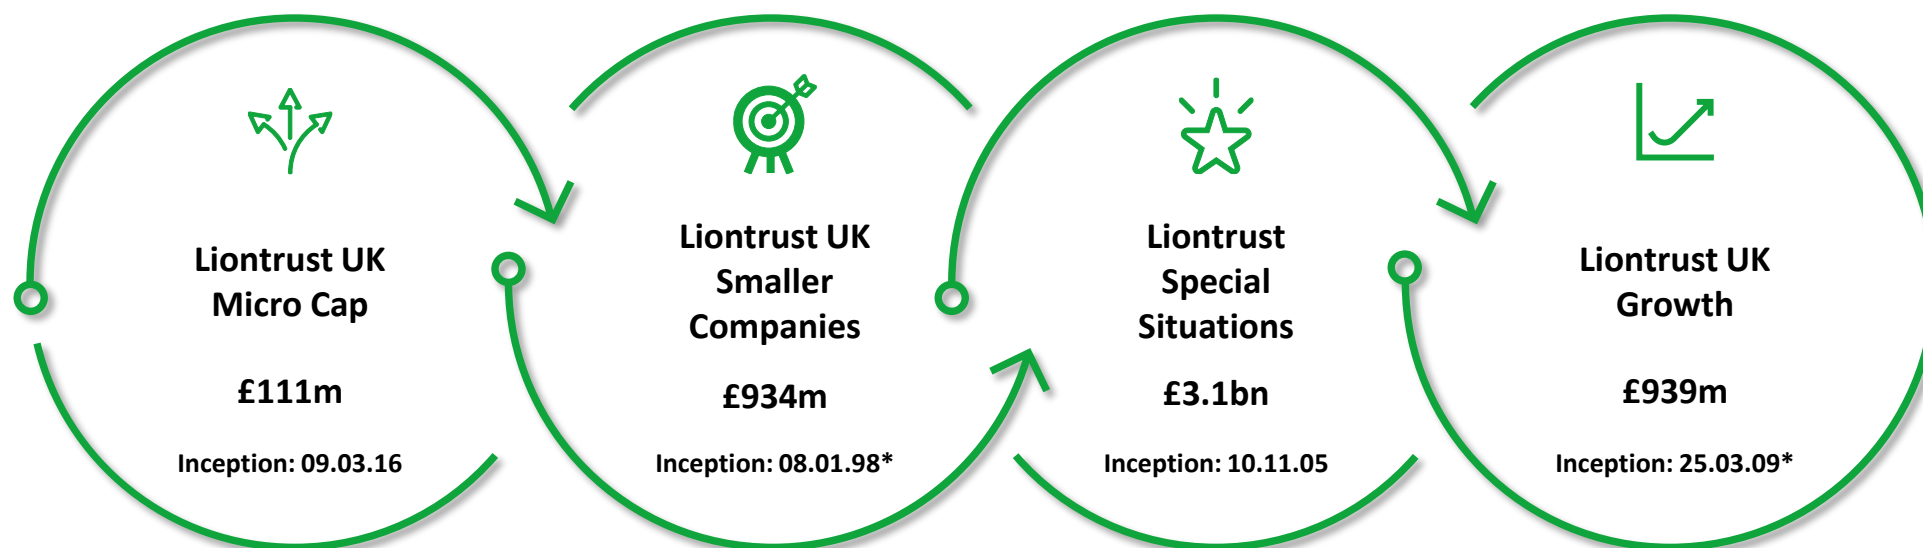 Liontrust UK
Micro Cap
£111m
Inception: 09.03.16
Liontrust UK
Smaller
Companies
£934m
Inception: 08.01.98*
Liontrust
Special
Situations
£3.1bn
Inception: 10.11.05
Liontrust UK
Growth
£939m
Inception: 25.03.09*